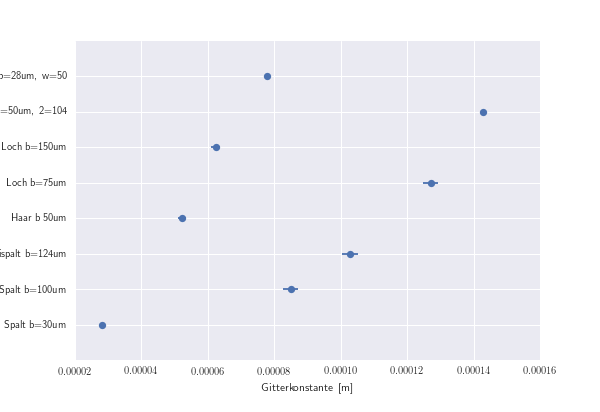 b=28um, w=50
=50um, 2=104
Loch b=150um
Loch b=75um
Haar b 50um
ispalt b=124um
Spalt b=100um
Spalt b=30um
0.00002 0.00004 0.00006 0.00008 0.00010 0.00012 0.00014 0.00016
Gitterkonstante [m]